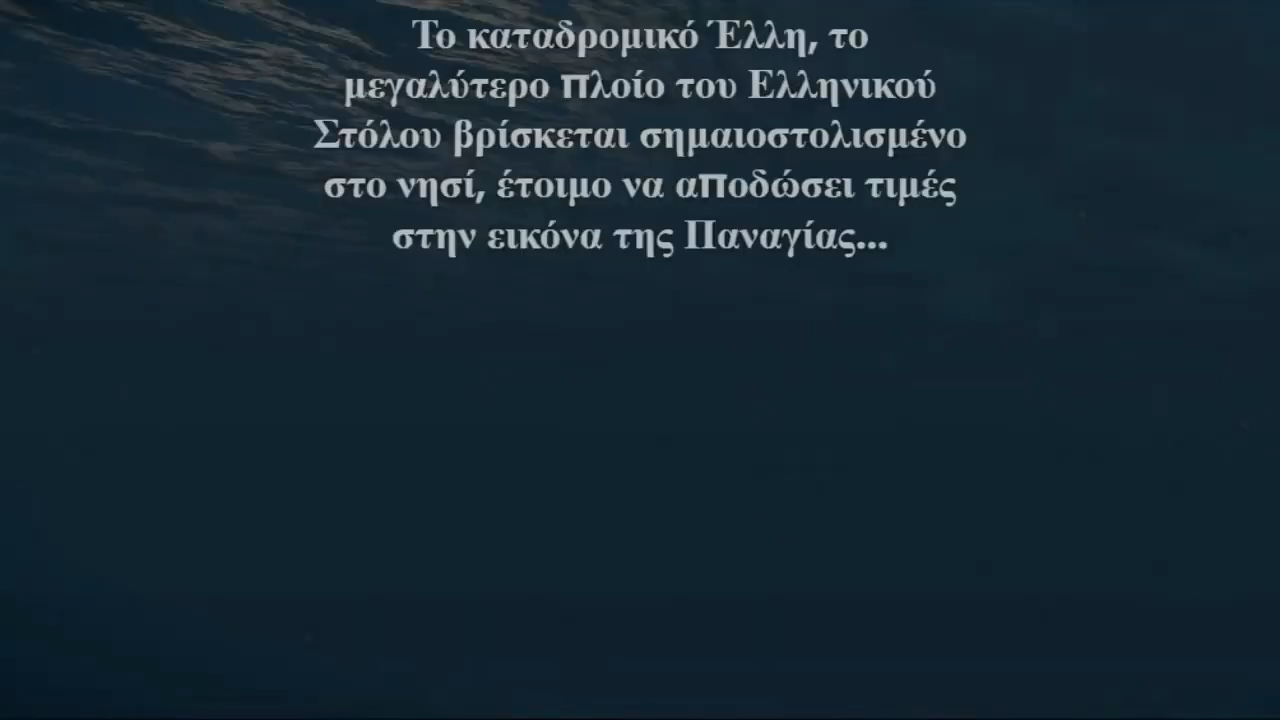 Το καταδρομικό Έλλη, το
μεγαλύτερο πλοίο του Ελληνικού
Στόλου βρίσκεται σημαιοστολισμένο
στο νησί, έτοιμο να αποδώσει τιμές
στην εικόνα της Παναγίας...